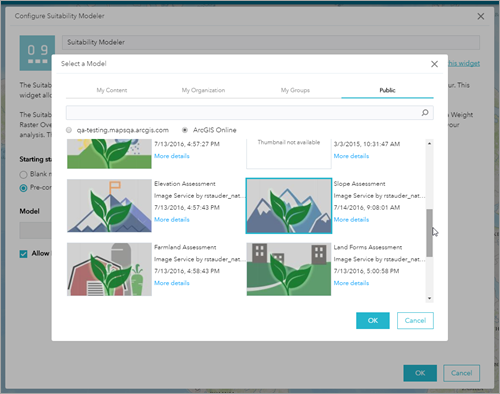 Configure Suitability Modeler
0 9
Suitability Modeler
this widget
Select a Model
My Content
My Organization
My Groups
Public
qa-testing.mapsqa.arcgis.com
ArcGIS Online
7/13/2016, 4:57:27 PM
More details
Thumbnail not available
3/3/2015, 10:31:47 AM
More details
Elevation Assessment
Image Service by rstauder_nat...
7/13/2016, 4:57:43 PM
More details
Slope Assessment
Image Service by rstauder_nat...
7/14/2016, 9:08:01 AM
More details
Farmland Assessment
Image Service by rstauder_nat...
7/13/2016, 4:58:43 PM
More details
Land Forms Assessment
Image Service by rstauder_nat...
7/13/2016, 5:00:58 PM
More details
OK
Cancel
The Suitab
widget allow
our. This
The Suitab
Raster Ove
analysis. Th
Weight
your
Starting sta
Blank m
Pre-con
Model
Allow
OK
Cancel